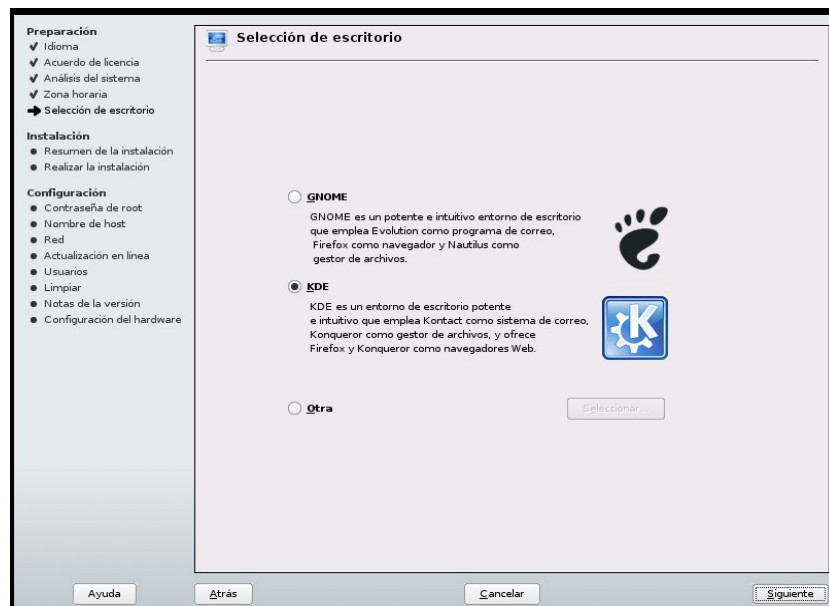 Preparación
Idioma
Acuerdo de licencia
Análisis del sistema
Zona horaria
Selección de escritorio
Instalación
Resumen de la instalación
Realizar la instalación
Configuración
Contraseña de root
Nombre de host
Red
Actualización en línea
Usuarios
Limpiar
Notas de la versión
Configuración del hardware
Selección de escritorio
GNOME
GNOME es un potente e intuitivo entorno de escritorio
que emplea Evolution como programa de correo,
Firefox como navegador y Nautilus como
gestor de archivos.
KDE
KDE es un entorno de escritorio potente
e intuitivo que emplea Kontact como sistema de correo,
Konqueror como gestor de archivos, y ofrece
Firefox y Konqueror como navegadores Web.
K
Otra
Seleccionar...
Ayuda
Atrás
Cancelar
Siguiente